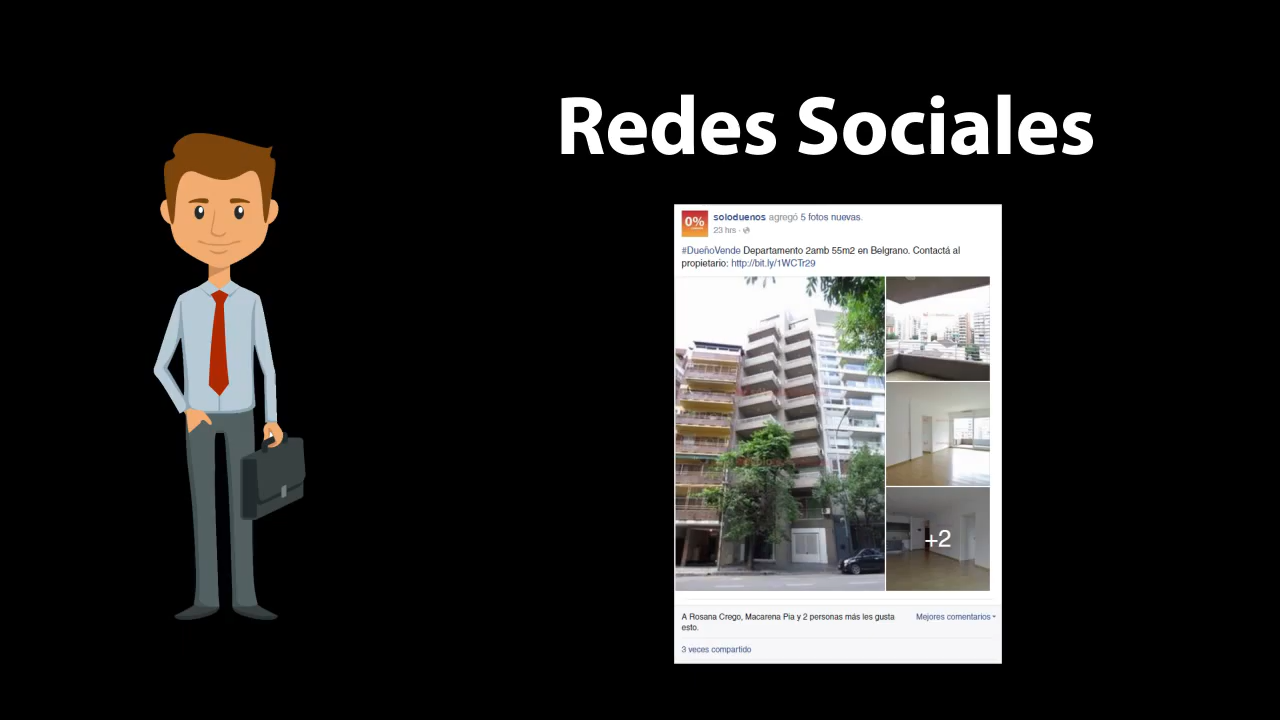 Redes Sociales
0%
soloduenos agregó 5 fotos nuevas.
23 hrs ·
#DueñoVende Departamento 2amb 55m2 en Belgrano. Contactá al
propietario: http://bit.ly/1WCTr29
+2
A Rosana Crego, Macarena Pia y 2 personas más les gusta
esto.
Mejores comentarios
3 veces compartido